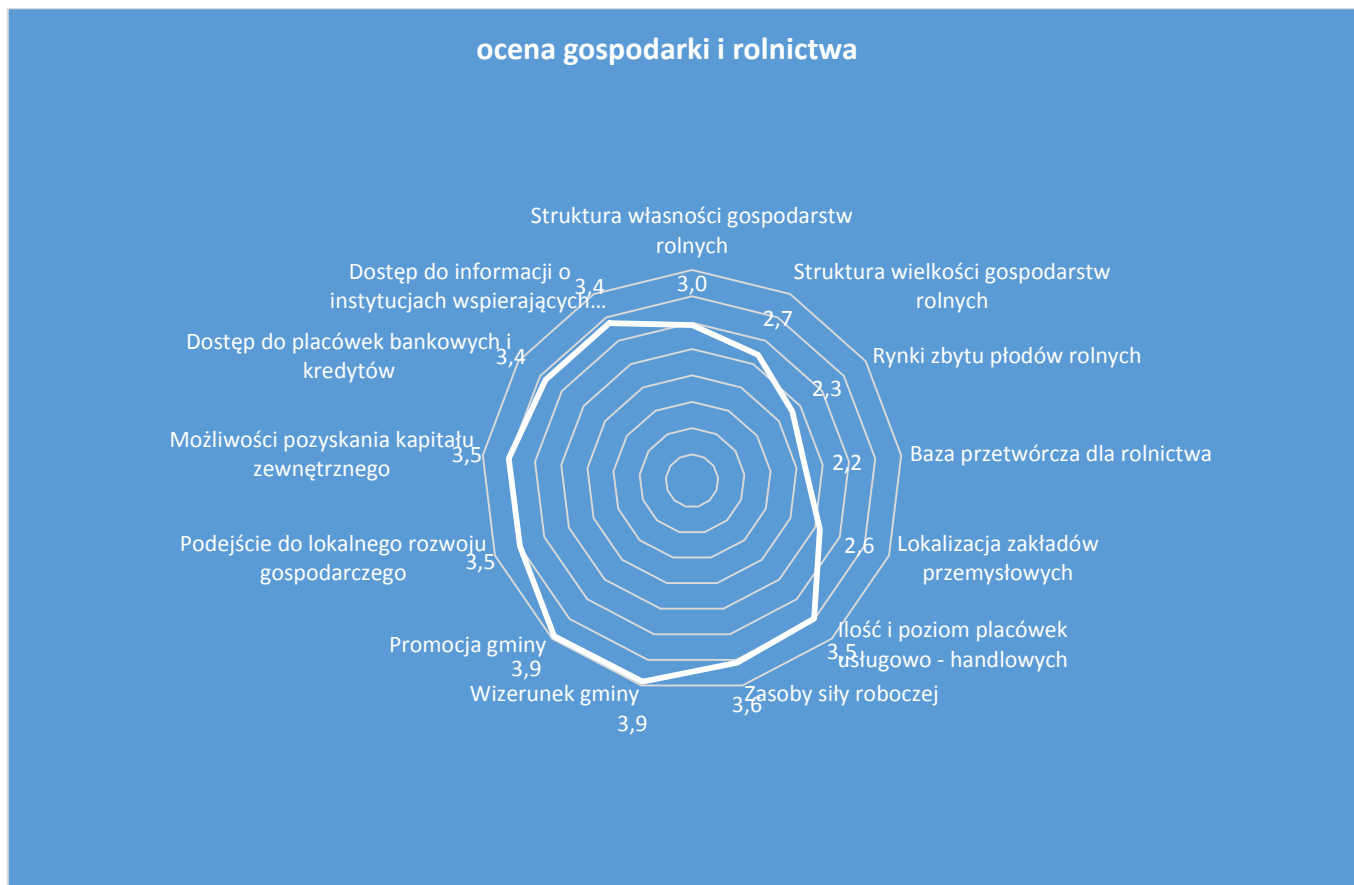 ocena gospodarki i rolnictwa
Struktura własności gospodarstw
rolnych
3,0
Struktura wielkości gospodarstw
rolnych
2,7
Rynki zbytu płodów rolnych
2,3
Baza przetwórcza dla rolnictwa
2,2
Lokalizacja zakładów
przemysłowych
2,6
Ilość i poziom placówek
usługowo - handlowych
3,5
Zasoby siły roboczej
3,6
Wizerunek gminy
3,9
Promocja gminy
3,9
Podejście do lokalnego rozwoju
gospodarczego
3,5
Możliwości pozyskania kapitału
zewnętrznego
3,5
Dostęp do placówek bankowych i
kredytów
3,4
Dostęp do informacji o
instytucjach wspierających...
3,4